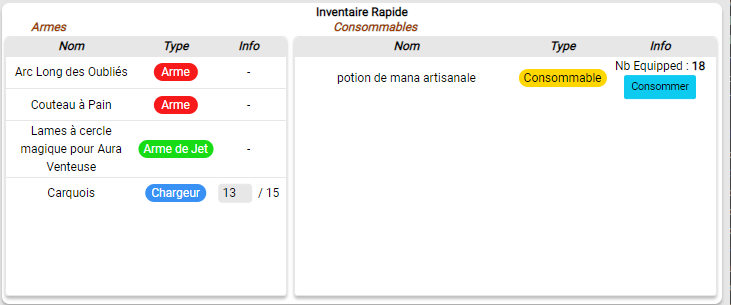 Inventaire Rapide
Armes
Nom Type Info
Arc Long des Oubliés Arme -
Couteau à Pain Arme -
Lames à cercle
magique pour Aura Arme de Jet -
Venteuse
Carquois Chargeur 13 / 15
Consommables
Nom Type Info
potion de mana artisanale Consommable Nb Equipped : 18
Consommer